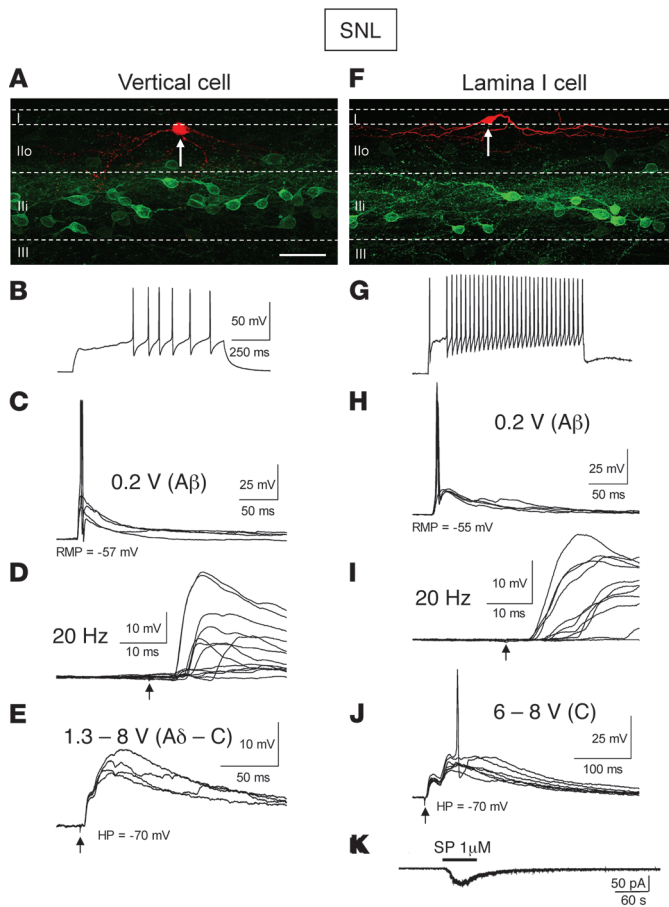 SNL
A
Vertical cell
I
IIo
IIi
III
B
50 mV
250 ms
C
0.2 V (Aβ)
25 mV
50 ms
RMP = -57 mV
D
20 Hz
10 mV
10 ms
E
1.3 – 8 V (Aδ – C)
10 mV
50 ms
HP = -70 mV
F
Lamina I cell
I
IIo
IIi
III
G
H
0.2 V (Aβ)
25 mV
50 ms
RMP = -55 mV
I
20 Hz
10 mV
10 ms
J
6 – 8 V (C)
25 mV
100 ms
HP = -70 mV
K
SP 1μM
50 pA
60 s